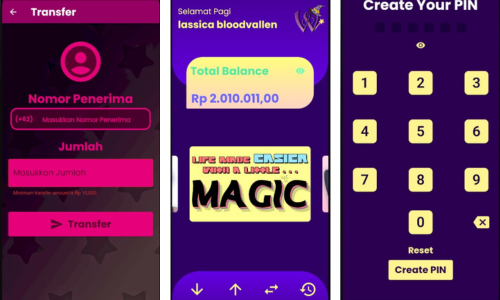 Transfer
Nomor Penerima
(+62) Masukkan Nomor Penerima
Jumlah
Masukkan Jumlah
Minimum transfer amount is Rp 10,000
Transfer
Selamat Pagi
lassica bloodvallen
Total Balance
Rp 2.010.011,00
LIFE MADE EASIER
WITH A LITTLE...
MAGIC
Create Your PIN
1 2 3
4 5 6
7 8 9
0
Reset
Create PIN